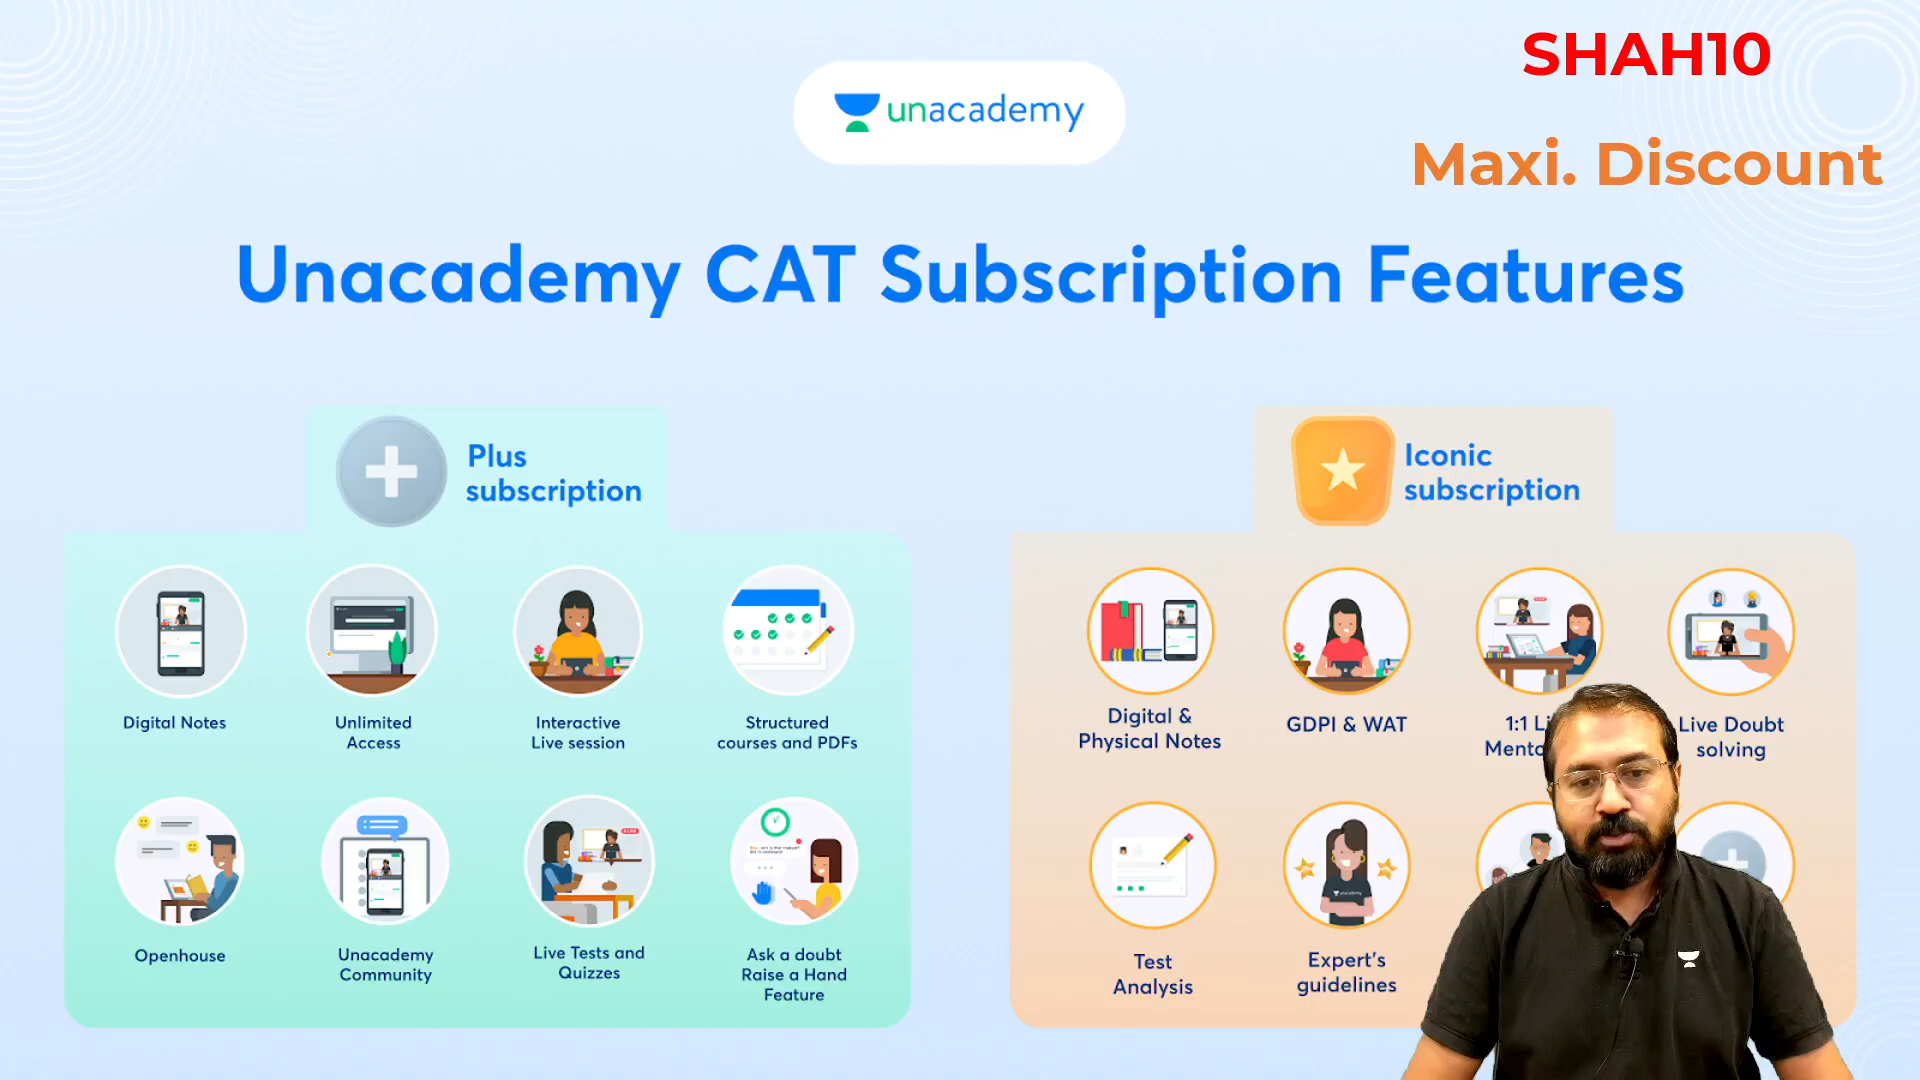 SHAH10
unacademy
Maxi. Discount
Unacademy CAT Subscription Features
Plus
subscription
Digital Notes
Unlimited
Access
Interactive
Live session
Structured
courses and PDFs
Openhouse
Unacademy
Community
Live Tests and
Quizzes
Ask a doubt
Raise a Hand
Feature
Iconic
subscription
Digital &
Physical Notes
GDPI & WAT
1:1
Live Doubt
solving
Test
Analysis
Expert's
guidelines